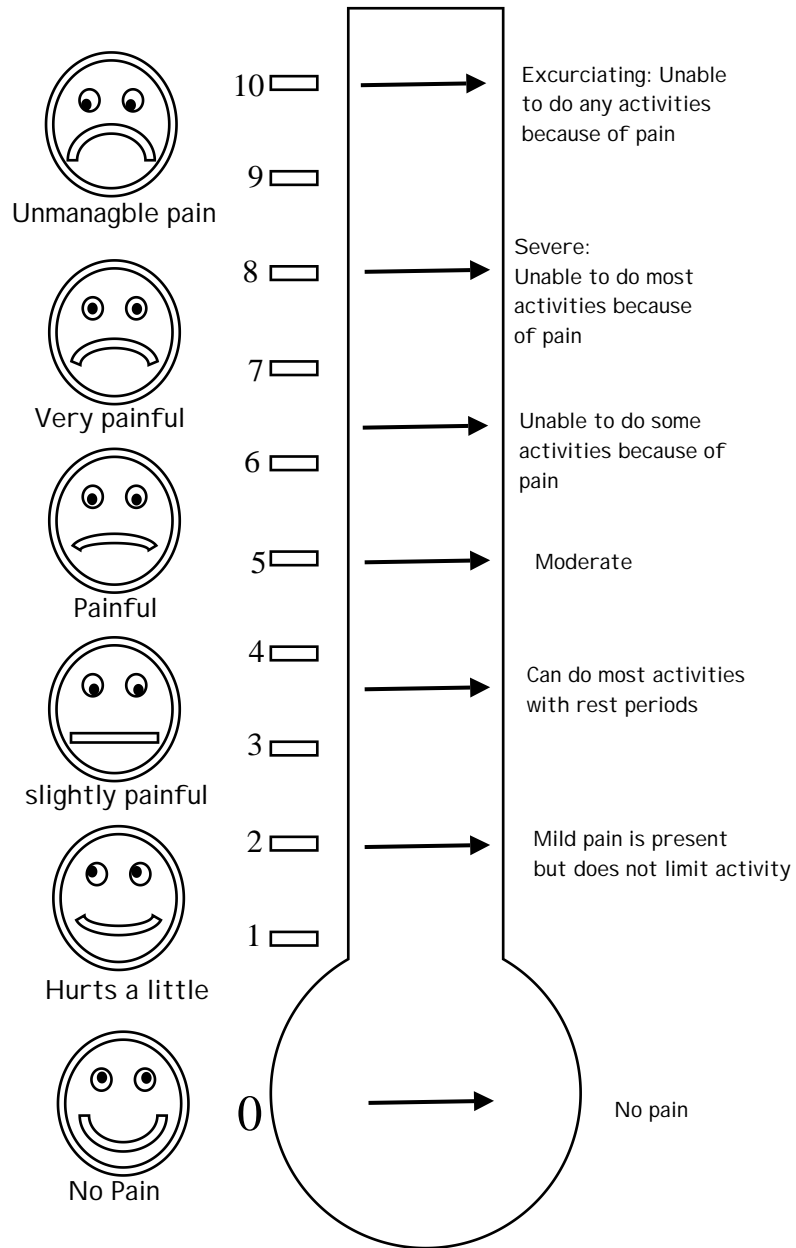 10
Excurciating: Unable
to do any activities
because of pain
9
Unmanagble pain
Severe:
Unable to do most
activities because
of pain
8
7
Very painful
Unable to do some
activities because of
pain
6
5
Moderate
Painful
4
Can do most activities
with rest periods
3
slightly painful
2
Mild pain is present
but does not limit activity
1
Hurts a little
0
No pain
No Pain